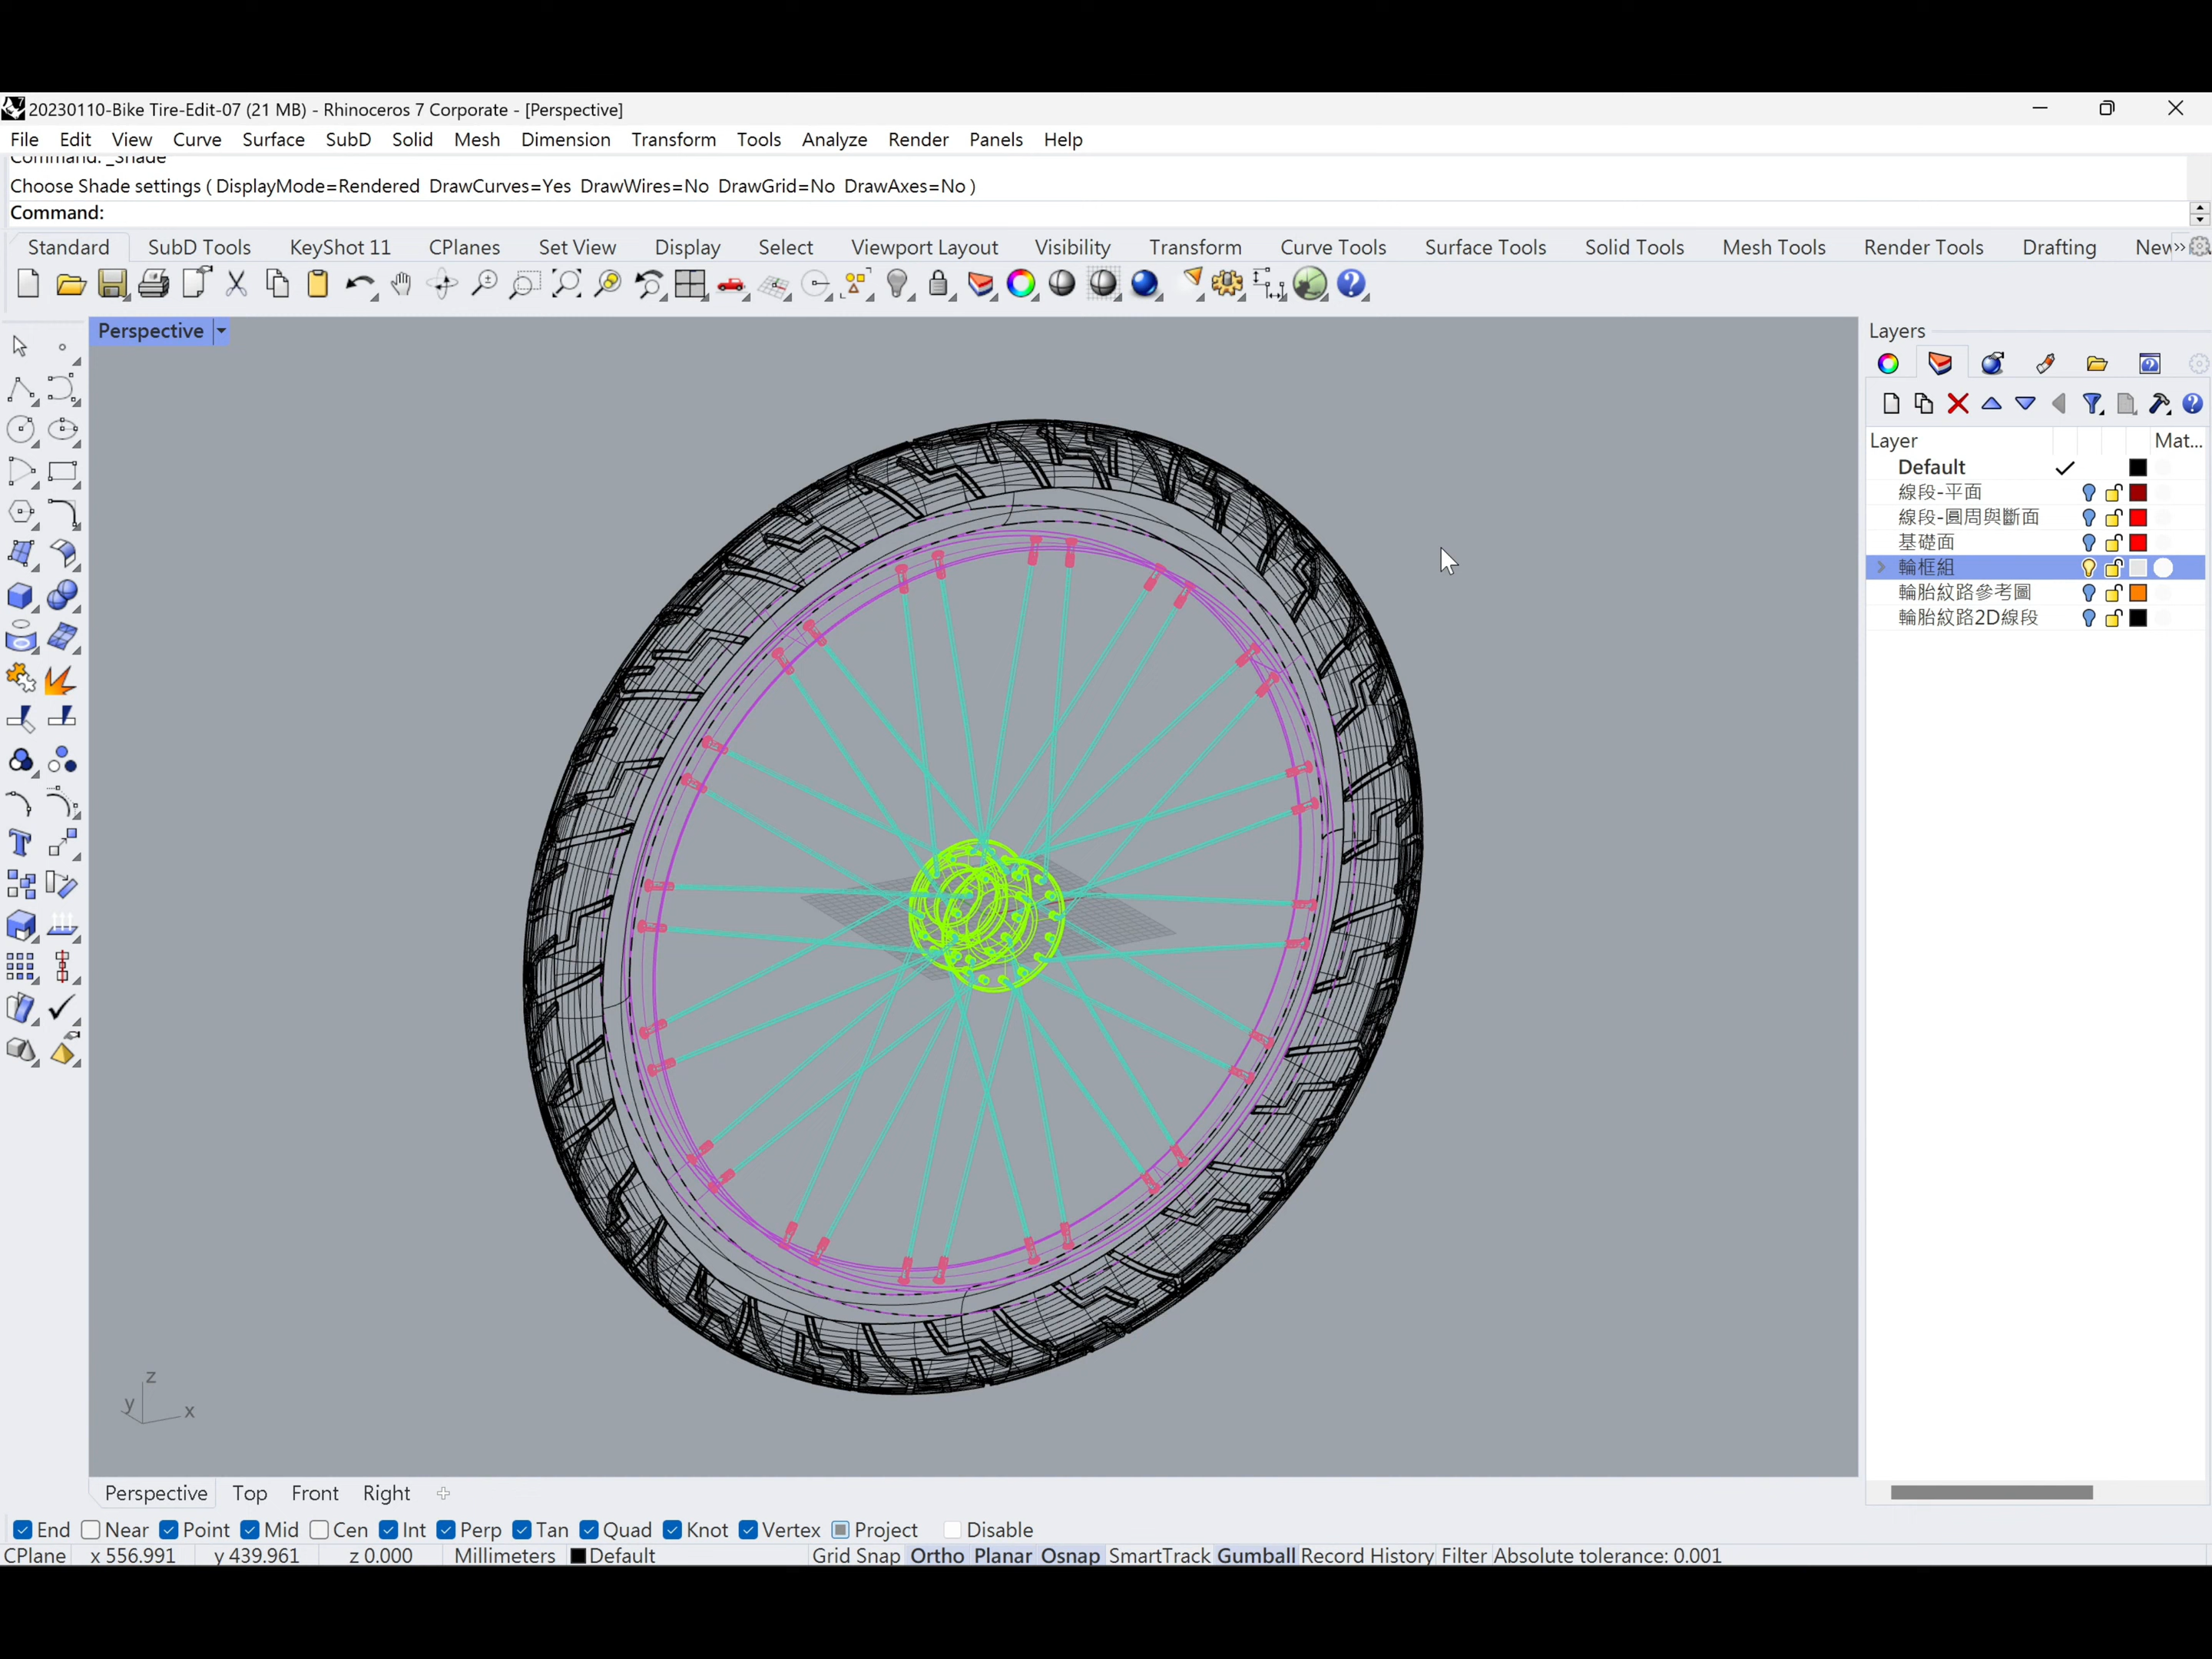 20230110-Bike Tire-Edit-07 (21 MB) - Rhinoceros 7 Corporate - [Perspective]
File Edit View Curve Surface SubD Solid Mesh Dimension Transform Tools Analyze Render Panels Help
Command: _Shade
Choose Shade settings ( DisplayMode=Rendered DrawCurves=Yes DrawWires=No DrawGrid=No DrawAxes=No )
Command:
Standard SubD Tools KeyShot 11 CPlanes Set View Display Select Viewport Layout Visibility Transform Curve Tools Surface Tools Solid Tools Mesh Tools Render Tools Drafting New
Perspective
Layers
Layer Mat...
Default
線段-平面
線段-圓周與斷面
基礎面
輪框組
輪胎紋路參考圖
輪胎紋路2D線段
z
y x
Perspective Top Front Right
End Near Point Mid Cen Int Perp Tan Quad Knot Vertex Project Disable
CPlane x 556.991 y 439.961 z 0.000 Millimeters Default Grid Snap Ortho Planar Osnap SmartTrack Gumball Record History Filter Absolute tolerance: 0.001